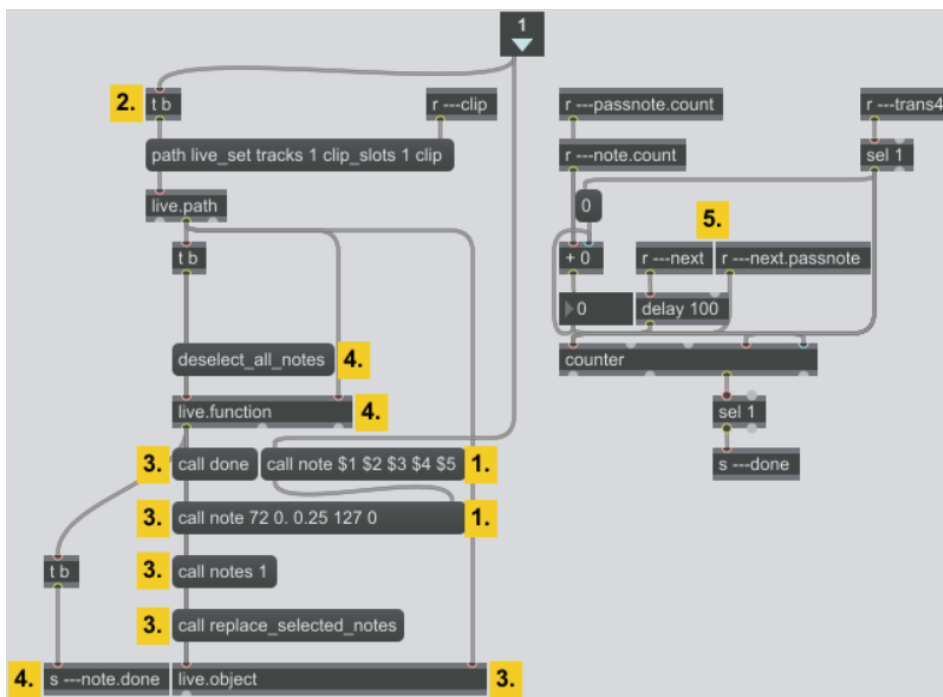 1
2. t b
r ---clip
r ---passnote.count
r ---trans4
path live_set tracks 1 clip_slots 1 clip
r ---note.count
sel 1
live.path
0
5.
t b
+ 0
r ---next
r ---next.passnote
0
delay 100
deselect_all_notes 4.
counter
live.function 4.
sel 1
3. call done
call note $1 $2 $3 $4 $5 1.
s ---done
3. call note 72 0. 0.25 127 0 1.
t b
3. call notes 1
3. call replace_selected_notes
4. s ---note.done
live.object 3.